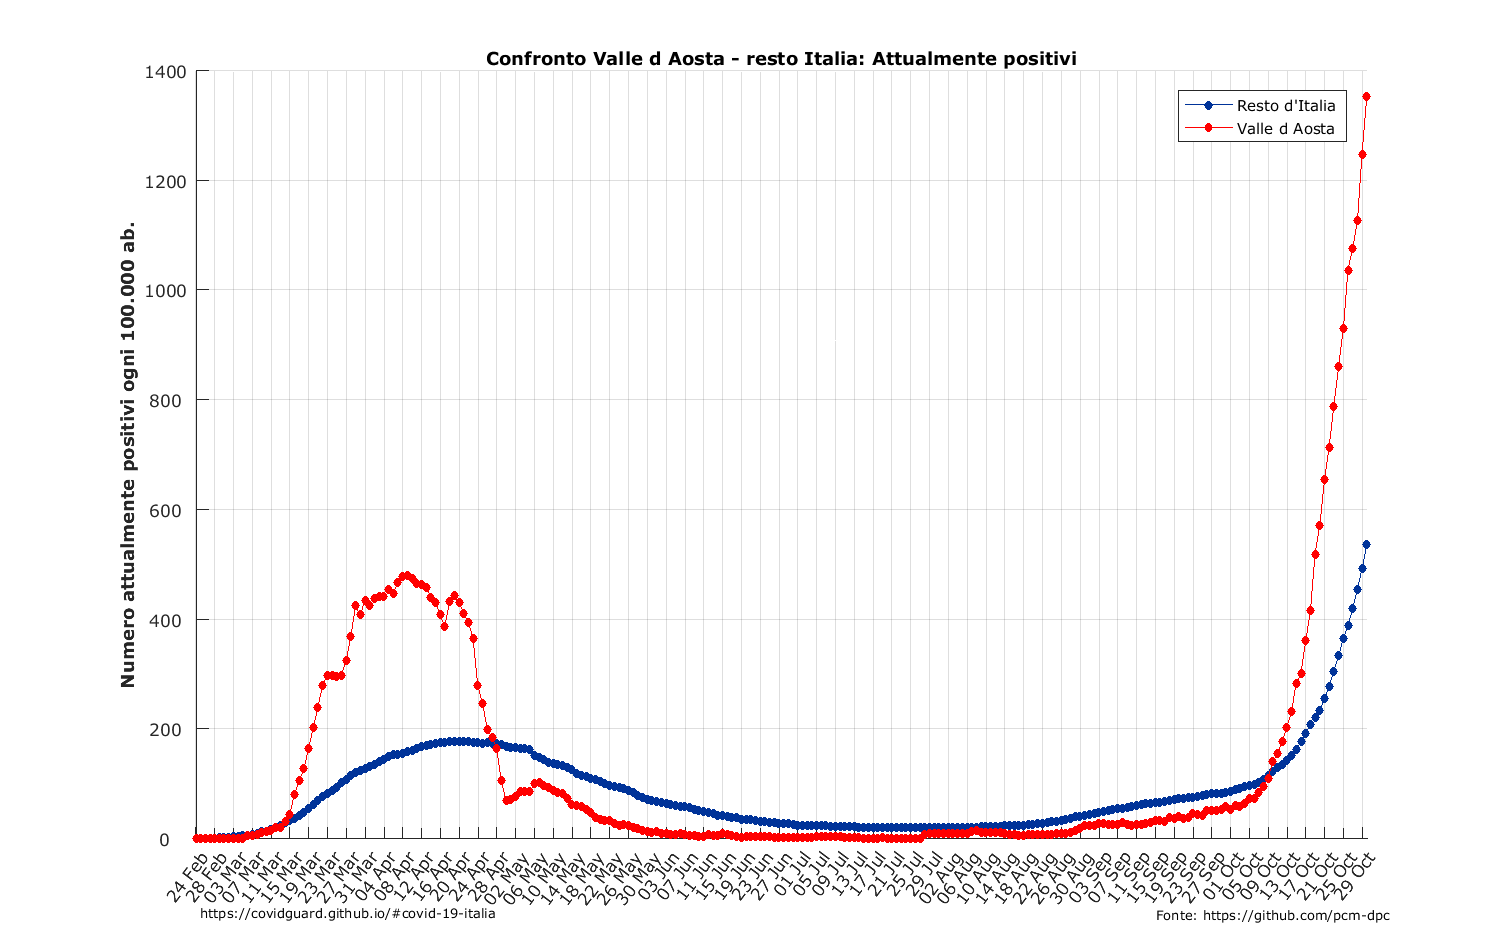 Confronto Valle d Aosta - resto Italia: Attualmente positivi
Numero attualmente positivi ogni 100.000 ab.
1400
1200
1000
800
600
400
200
0
Resto d'Italia
Valle d Aosta
24 Feb
28 Feb
03 Mar
07 Mar
11 Mar
15 Mar
19 Mar
23 Mar
27 Mar
31 Mar
04 Apr
08 Apr
12 Apr
16 Apr
20 Apr
24 Apr
28 Apr
02 May
06 May
10 May
14 May
18 May
22 May
26 May
30 May
03 Jun
07 Jun
11 Jun
15 Jun
19 Jun
23 Jun
27 Jun
01 Jul
05 Jul
09 Jul
13 Jul
17 Jul
21 Jul
25 Jul
29 Jul
02 Aug
06 Aug
10 Aug
14 Aug
18 Aug
22 Aug
26 Aug
30 Aug
03 Sep
07 Sep
11 Sep
15 Sep
19 Sep
23 Sep
27 Sep
01 Oct
05 Oct
09 Oct
13 Oct
17 Oct
21 Oct
25 Oct
29 Oct
https://covidguard.github.io/#covid-19-italia
Fonte: https://github.com/pcm-dpc